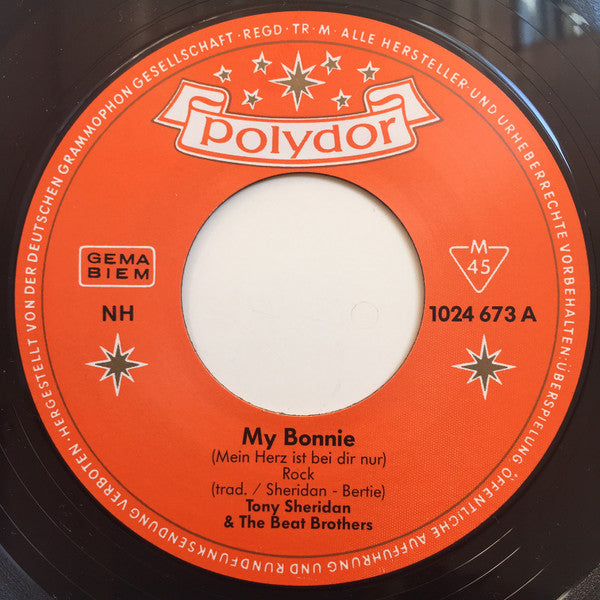 HERGESTELLT VON DER DEUTSCHEN GRAMMOPHON GESELLSCHAFT · REGD · TR · M · ALLE HERSTELLER UND URHEBERRECHTE VORBEHALTEN · ÜBERSPIELUNG ÖFFENTLICHE AUFFÜHRUNG UND RUNDFUNKSENDUNG VERBOTEN ·
polydor
GEMA
BIEM
M
45
NH
1024 673 A
My Bonnie
(Mein Herz ist bei dir nur)
Rock
(trad. / Sheridan - Bertie)
Tony Sheridan
& The Beat Brothers